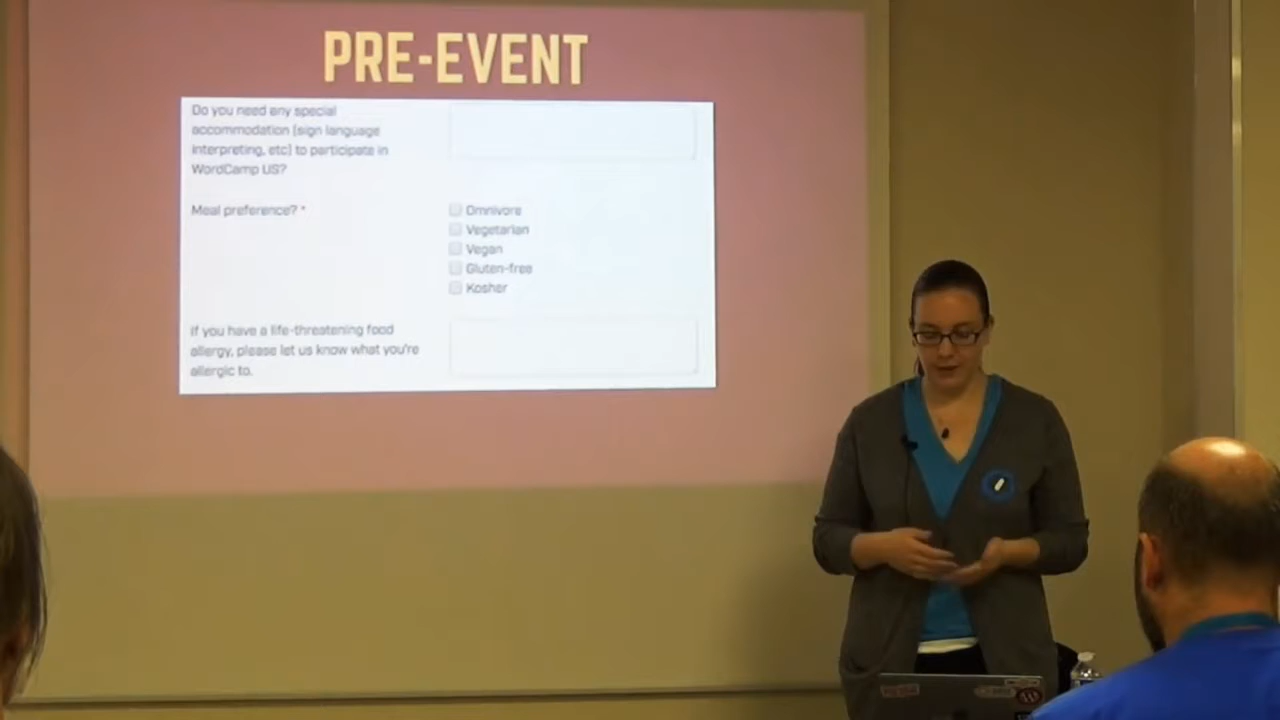 PRE-EVENT
Do you need any special
accommodation (sign language
interpreting, etc) to participate in
WordCamp US?
Meal preference? *
Omnivore
Vegetarian
Vegan
Gluten-free
Kosher
If you have a life-threatening food
allergy, please let us know what you're
allergic to.